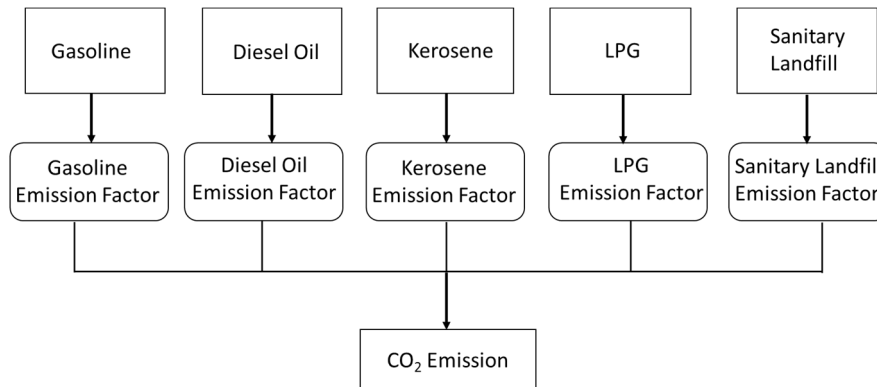 Gasoline
Diesel Oil
Kerosene
LPG
Sanitary
Landfill
Gasoline
Emission Factor
Diesel Oil
Emission Factor
Kerosene
Emission Factor
LPG
Emission Factor
Sanitary Landfill
Emission Factor
CO₂ Emission